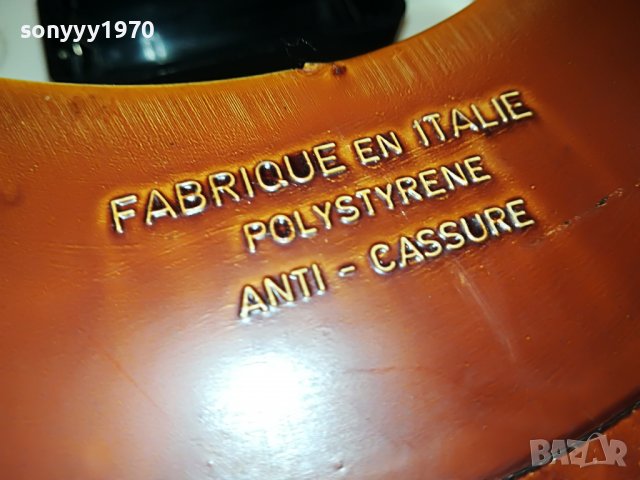 sonyyy1970
FABRIQUE EN ITALIE
POLYSTYRENE
ANTI - CASSURE
BAZAR